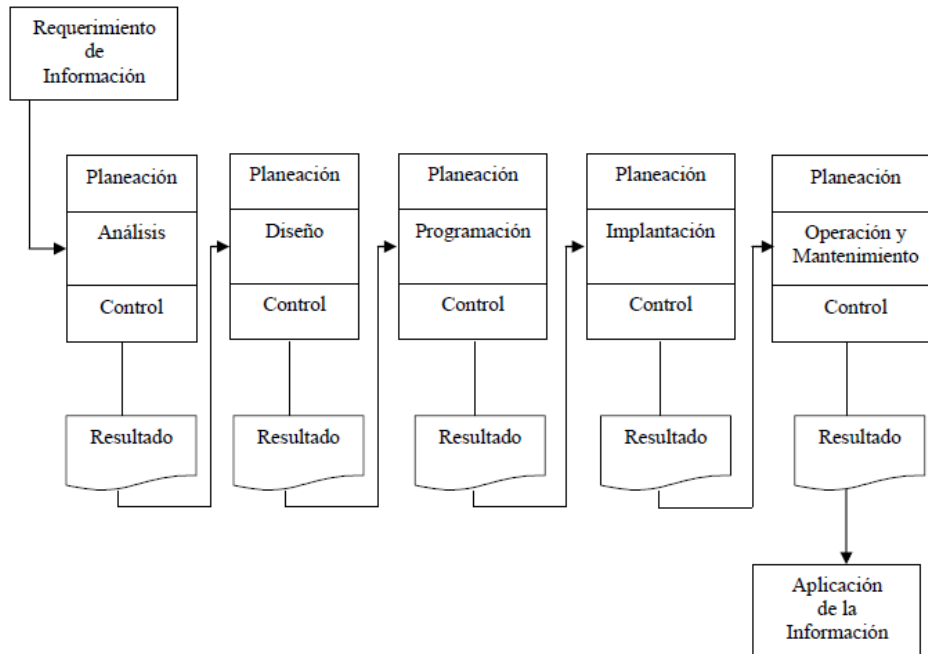 Requerimiento
de
Información
Planeación
Análisis
Control
Resultado
Planeación
Diseño
Control
Resultado
Planeación
Programación
Control
Resultado
Planeación
Implantación
Control
Resultado
Planeación
Operación y
Mantenimiento
Control
Resultado
Aplicación
de la
Información